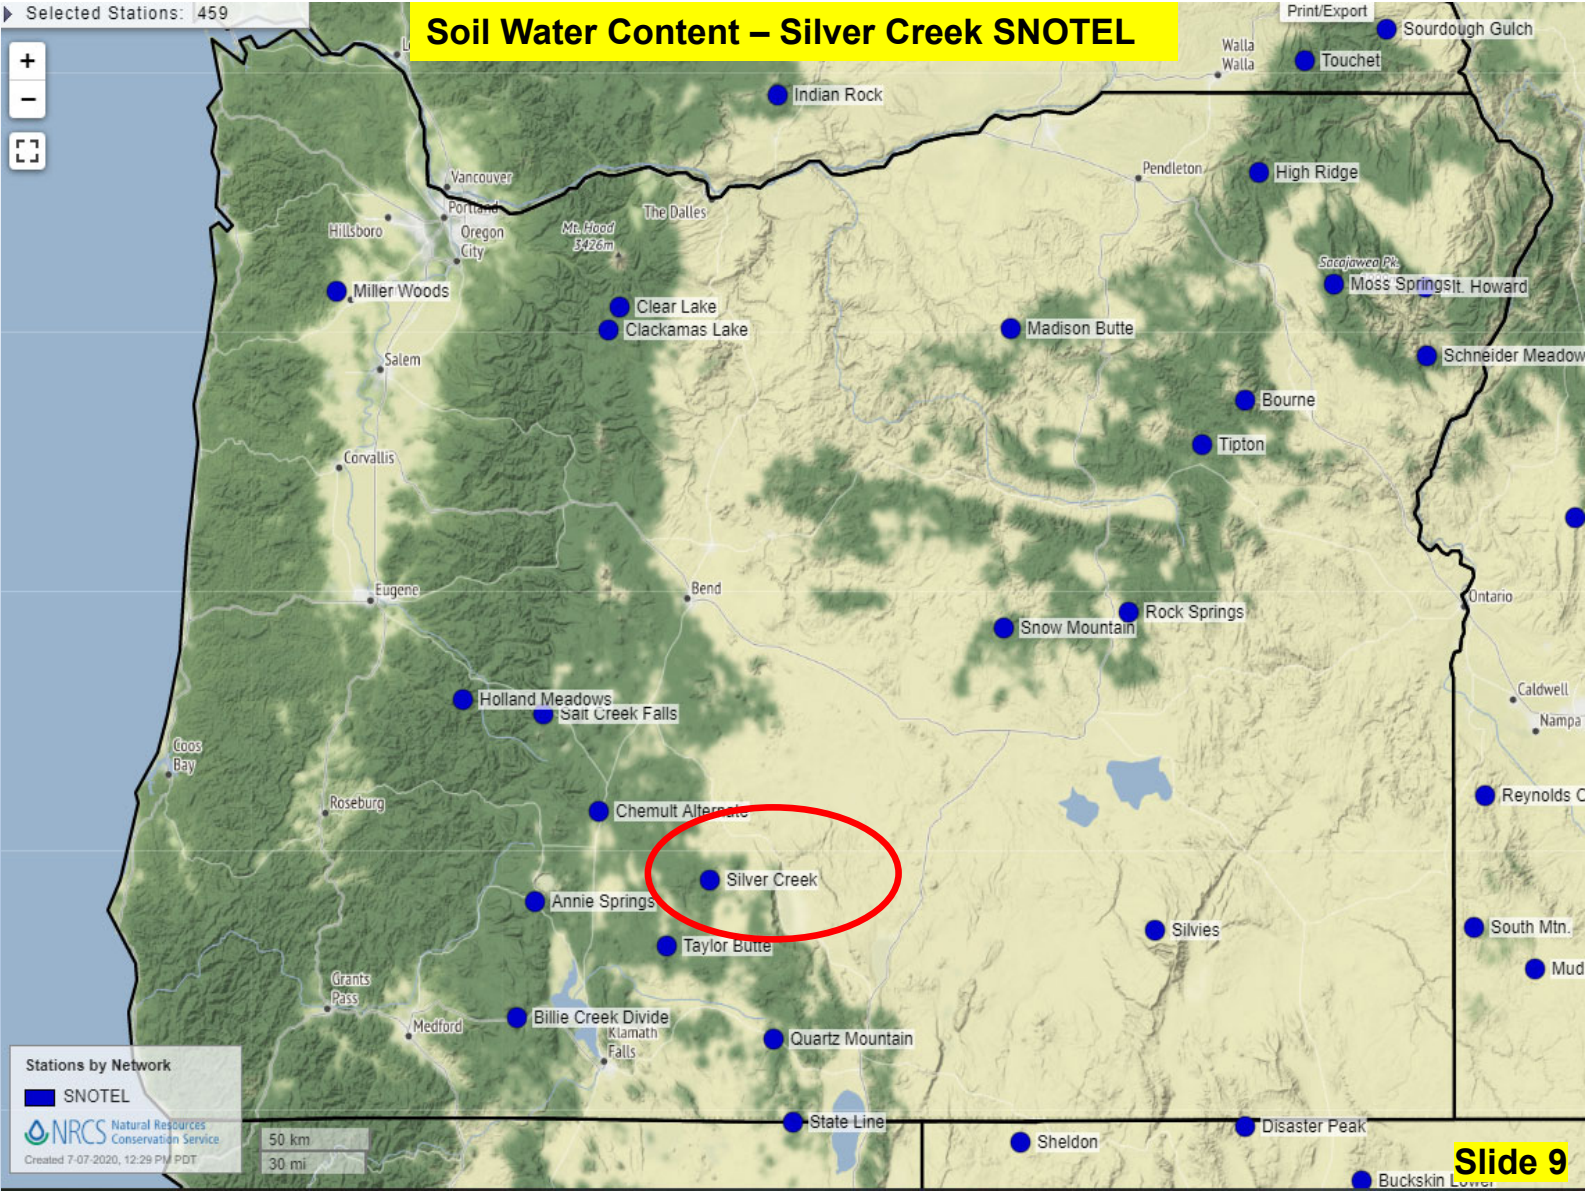 Selected Stations: 459
Soil Water Content – Silver Creek SNOTEL
Print/Export
Sourdough Gulch
Walla
Walla
Touchet
+
−
Indian Rock
Pendleton
High Ridge
Vancouver
Portland
The Dalles
Hillsboro
Oregon
City
Mt. Hood
3426m
Sacajawea Pk.
Miller Woods
Moss Springs
t. Howard
Clear Lake
Clackamas Lake
Madison Butte
Salem
Schneider Meadow
Bourne
Tipton
Corvallis
Eugene
Bend
Ontario
Rock Springs
Snow Mountain
Holland Meadows
Salt Creek Falls
Caldwell
Nampa
Coos
Bay
Roseburg
Chemult Alternate
Reynolds C
Silver Creek
Annie Springs
Silvies
South Mtn.
Taylor Butte
Mud
Grants
Pass
Medford
Billie Creek Divide
Klamath
Falls
Quartz Mountain
Stations by Network
SNOTEL
NRCS Natural Resources
Conservation Service
Created 7-07-2020, 12:29 PM PDT
50 km
30 mi
State Line
Sheldon
Disaster Peak
Buckskin Lower
Slide 9